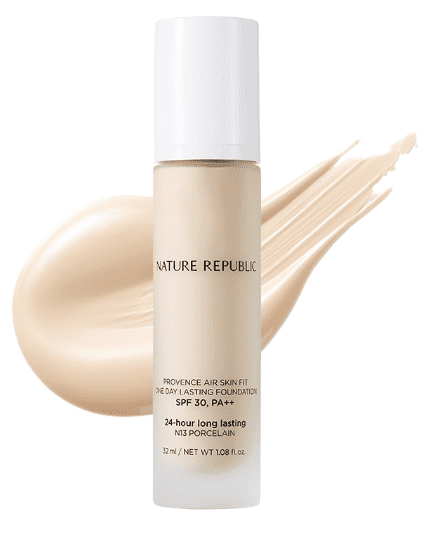 NATURE REPUBLIC
PROVENCE AIR SKIN FIT
ONE DAY LASTING FOUNDATION
SPF 30, PA++
24-hour long lasting
N13 PORCELAIN
32 ml / NET WT 1.08 fl.oz.